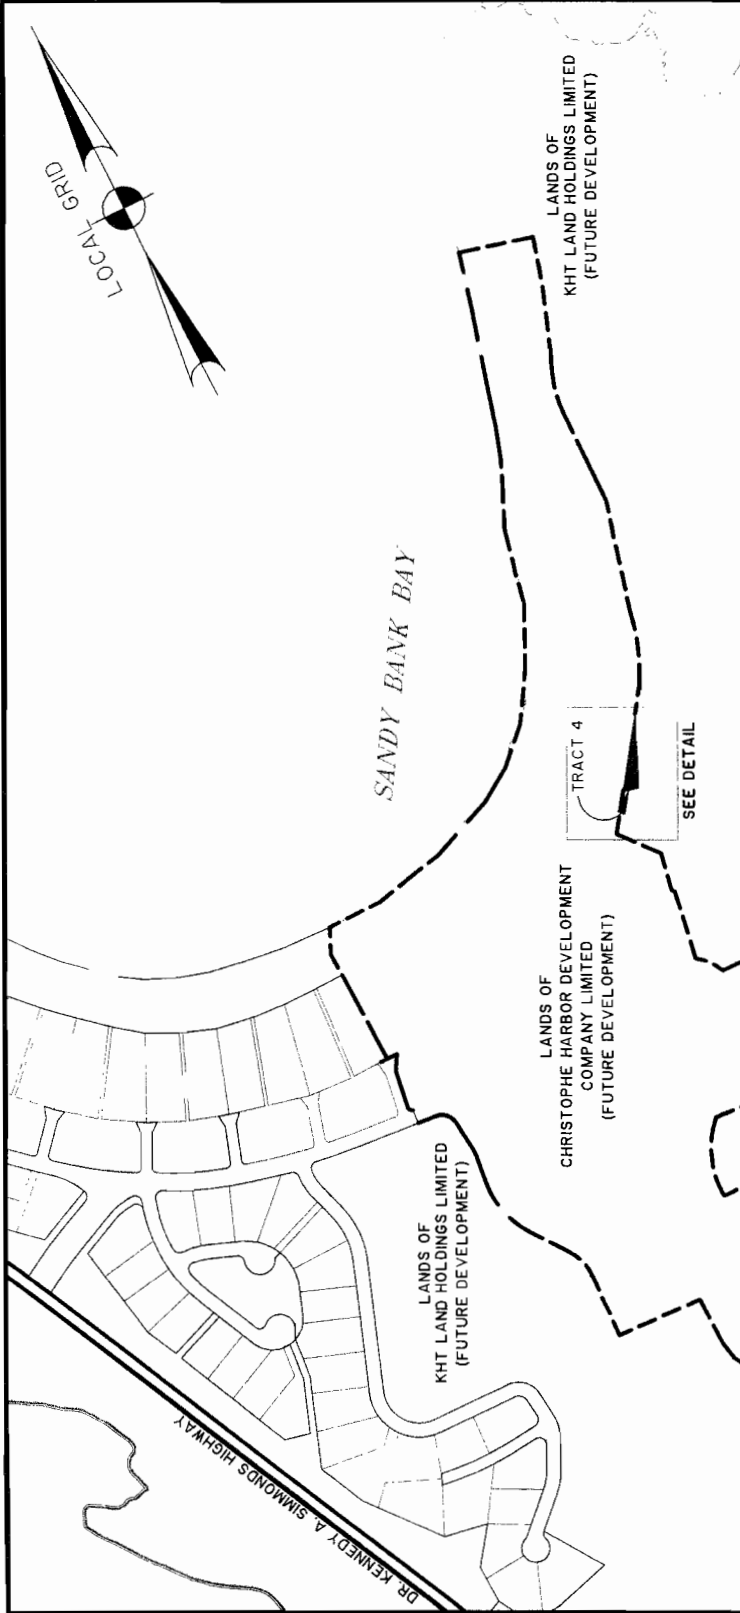 LOCAL GRID
LANDS OF
KHT LAND HOLDINGS LIMITED
(FUTURE DEVELOPMENT)
SANDY BANK BAY
TRACT 4
SEE DETAIL
LANDS OF
CHRISTOPHE HARBOR DEVELOPMENT
COMPANY LIMITED
(FUTURE DEVELOPMENT)
LANDS OF
KHT LAND HOLDINGS LIMITED
(FUTURE DEVELOPMENT)
DR. KENNEDY A. SIMMONDS HIGHWAY